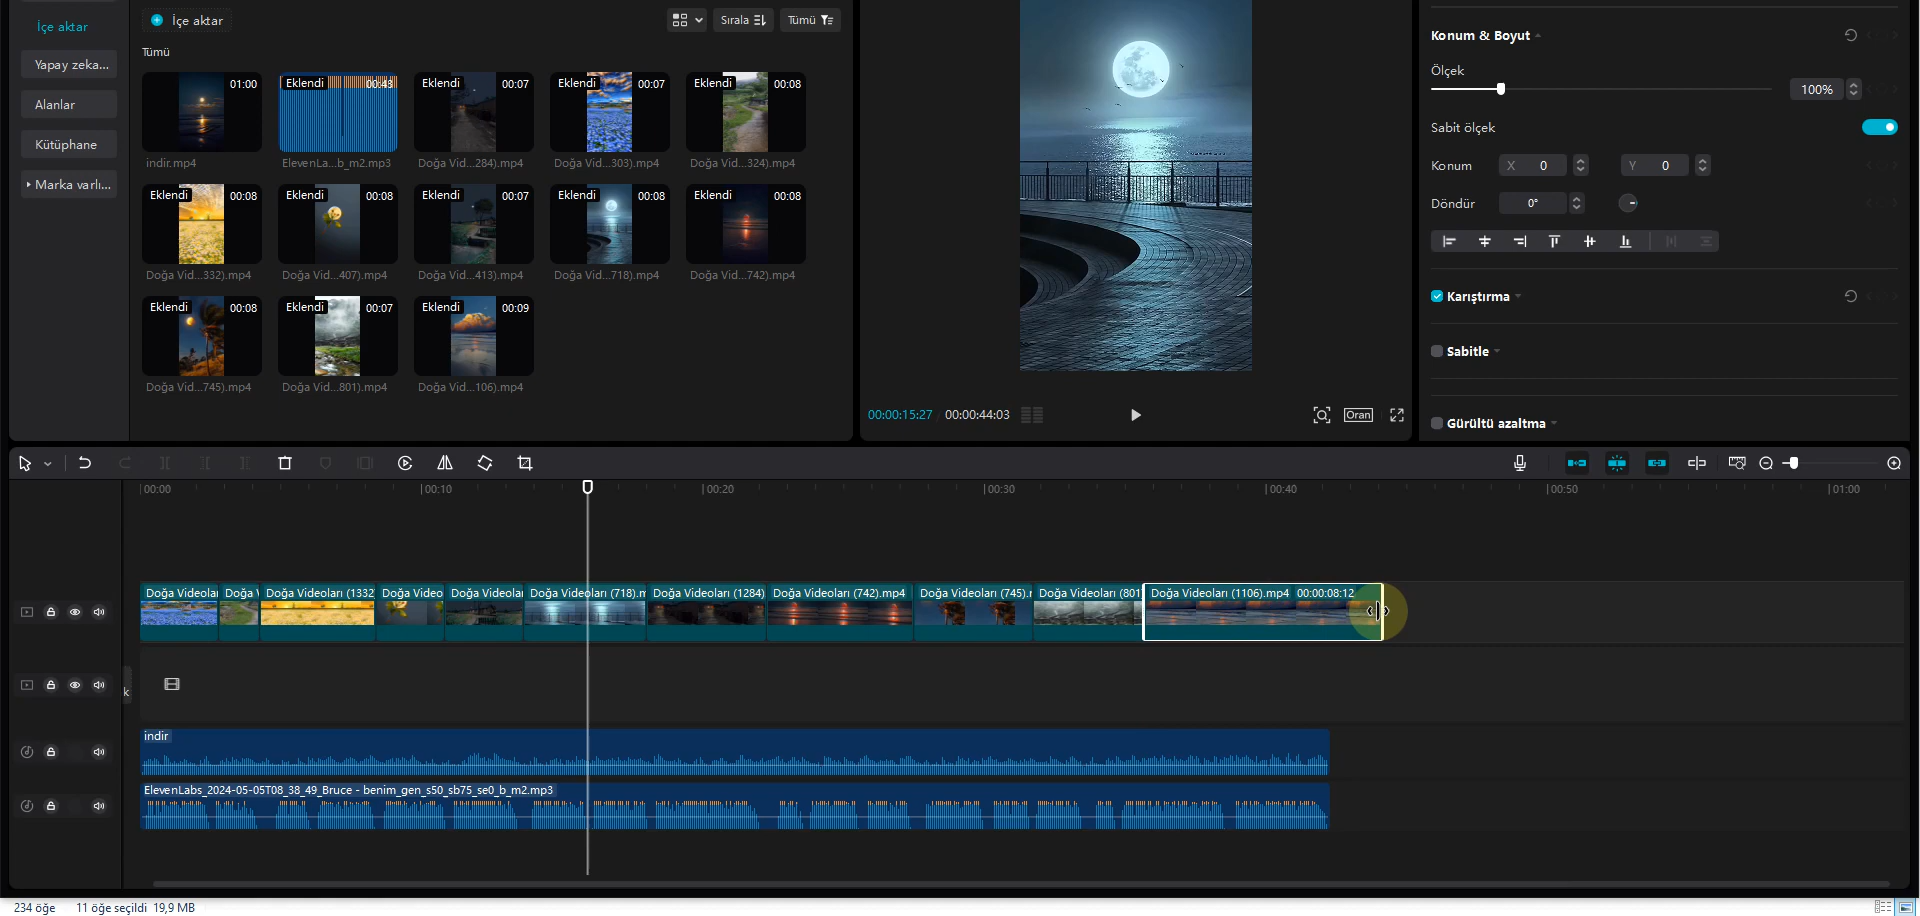 İçe aktar
Yapay zeka...
Alanlar
Kütüphane
Marka varlı...
İçe aktar
Sırala
Tümü
Tümü
01:00
indir.mp4
Eklendi 00:43
ElevenLa...b_m2.mp3
Eklendi 00:07
Doğa Vid...284).mp4
Eklendi 00:07
Doğa Vid...303).mp4
Eklendi 00:08
Doğa Vid...324).mp4
Eklendi 00:08
Doğa Vid...332).mp4
Eklendi 00:08
Doğa Vid...407).mp4
Eklendi 00:07
Doğa Vid...413).mp4
Eklendi 00:08
Doğa Vid...718).mp4
Eklendi 00:08
Doğa Vid...742).mp4
Eklendi 00:08
Doğa Vid...745).mp4
Eklendi 00:07
Doğa Vid...801).mp4
Eklendi 00:09
Doğa Vid...106).mp4
00:00:15:27 00:00:44:03
Oran
Konum & Boyut
Ölçek
100%
Sabit ölçek
Konum X 0 Y 0
Döndür 0°
Karıştırma
Sabitle
Gürültü azaltma
00:00 00:10 00:20 00:30 00:40 00:50 01:00
Doğa Videoları (1332)
Doğa Videoları (718).m
Doğa Videoları (1284)
Doğa Videoları (742).mp4
Doğa Videoları (745).m
Doğa Videoları (801)
Doğa Videoları (1106).mp4 00:00:08:12
k
indir
ElevenLabs_2024-05-05T08_38_49_Bruce - benim_gen_s50_sb75_se0_b_m2.mp3
234 öğe 11 öğe seçildi 19,9 MB